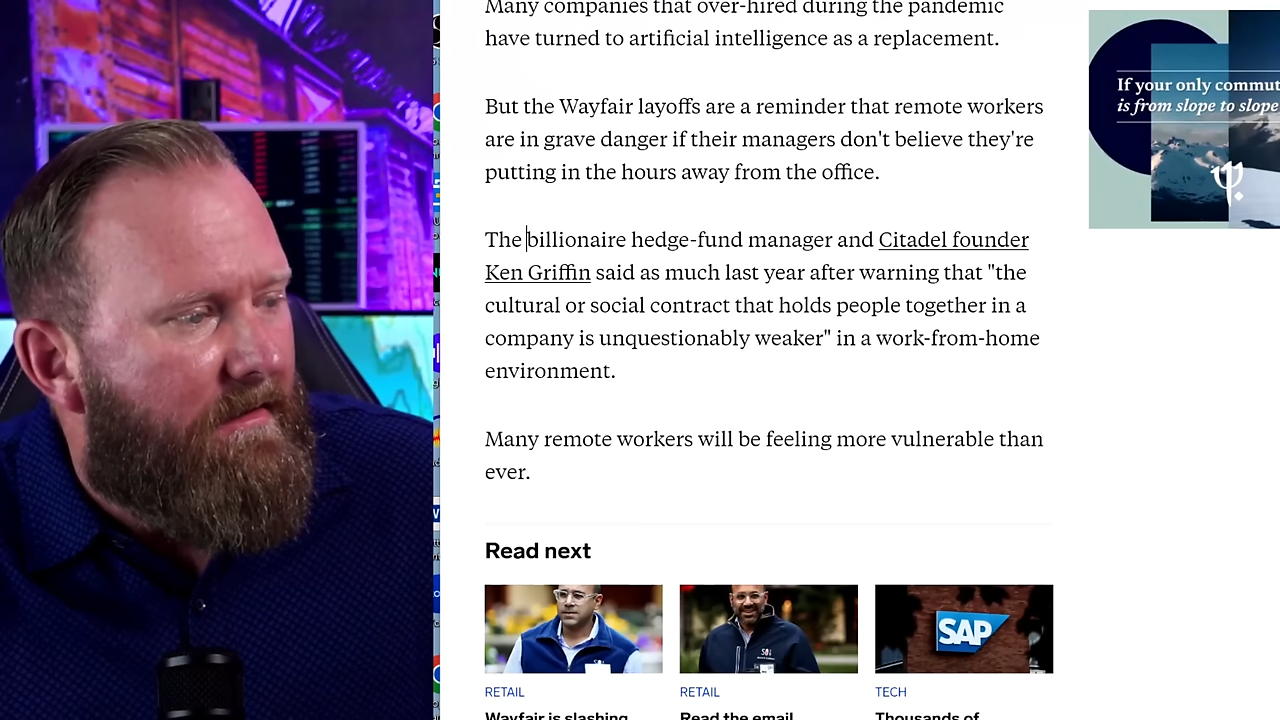 Many companies that over-hired during the pandemic
have turned to artificial intelligence as a replacement.
But the Wayfair layoffs are a reminder that remote workers
are in grave danger if their managers don't believe they're
putting in the hours away from the office.
The billionaire hedge-fund manager and Citadel founder
Ken Griffin said as much last year after warning that "the
cultural or social contract that holds people together in a
company is unquestionably weaker" in a work-from-home
environment.
Many remote workers will be feeling more vulnerable than
ever.
Read next
SAP
RETAIL
RETAIL
TECH
Wayfair is slashing
Read the email
Thousands of
If your only commut
is from slope to slope